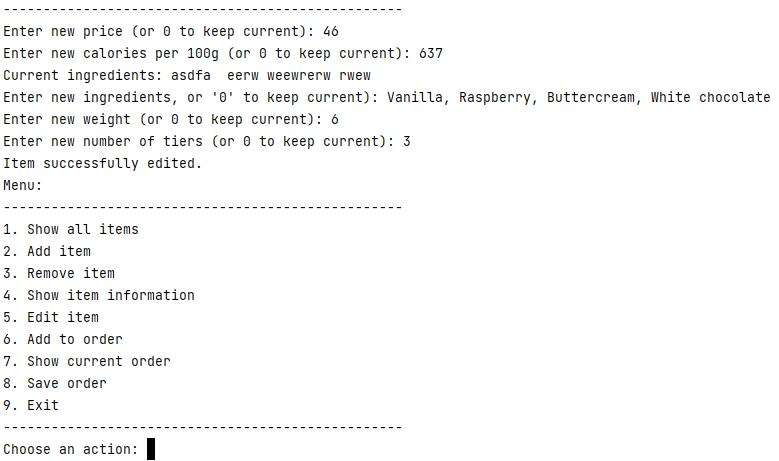 --------------------------------------------------
Enter new price (or 0 to keep current): 46
Enter new calories per 100g (or 0 to keep current): 637
Current ingredients: asdfa  eerw weewrerw rwew
Enter new ingredients, or '0' to keep current): Vanilla, Raspberry, Buttercream, White chocolate
Enter new weight (or 0 to keep current): 6
Enter new number of tiers (or 0 to keep current): 3
Item successfully edited.
Menu:
--------------------------------------------------
1. Show all items
2. Add item
3. Remove item
4. Show item information
5. Edit item
6. Add to order
7. Show current order
8. Save order
9. Exit
--------------------------------------------------
Choose an action: